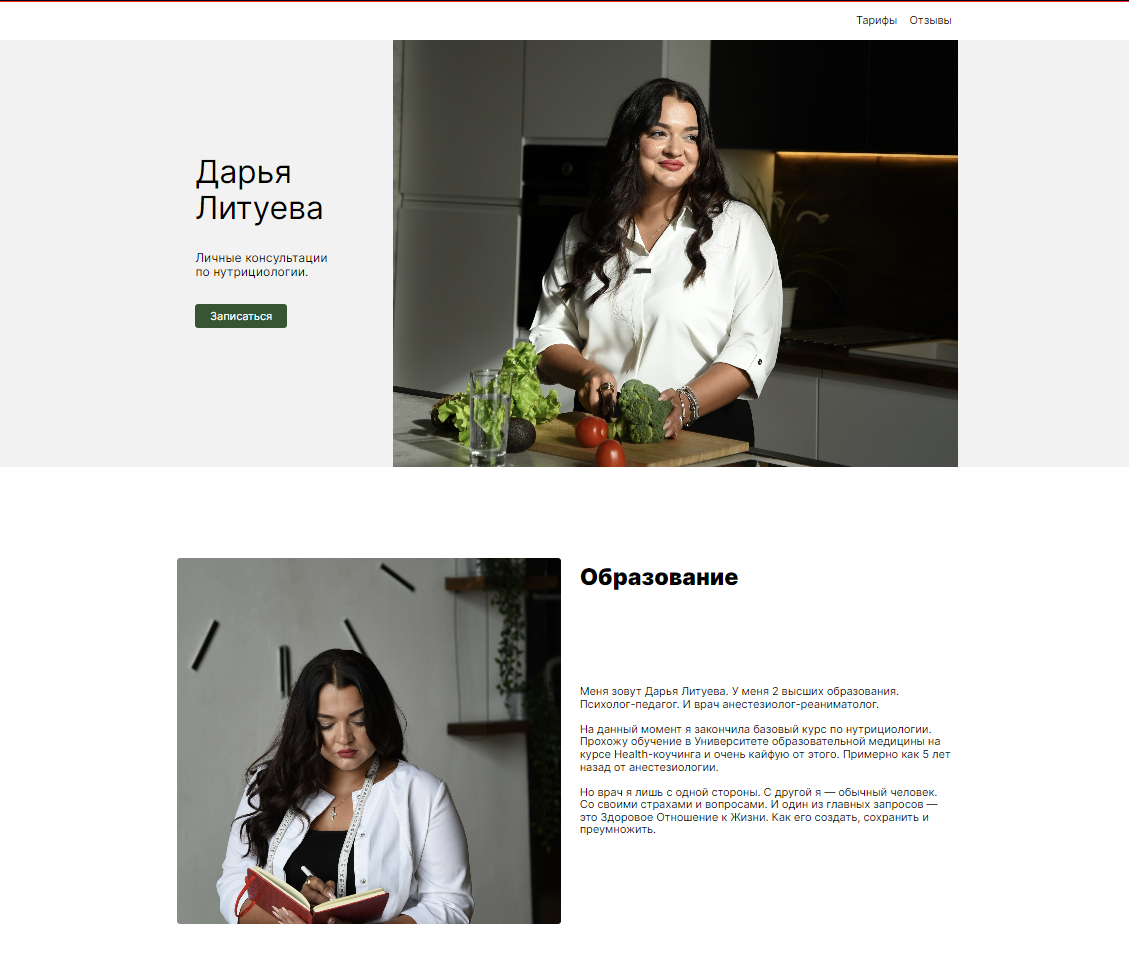 Тарифы Отзывы
Дарья
Литуева
Личные консультации
по нутрициологии.
Записаться
Образование
Меня зовут Дарья Литуева. У меня 2 высших образования.
Психолог-педагог. И врач анестезиолог-реаниматолог.
На данный момент я закончила базовый курс по нутрициологии.
Прохожу обучение в Университете образовательной медицины на
курсе Health-коучинга и очень кайфую от этого. Примерно как 5 лет
назад от анестезиологии.
Но врач я лишь с одной стороны. С другой я — обычный человек.
Со своими страхами и вопросами. И один из главных запросов —
это Здоровое Отношение к Жизни. Как его создать, сохранить и
преумножить.